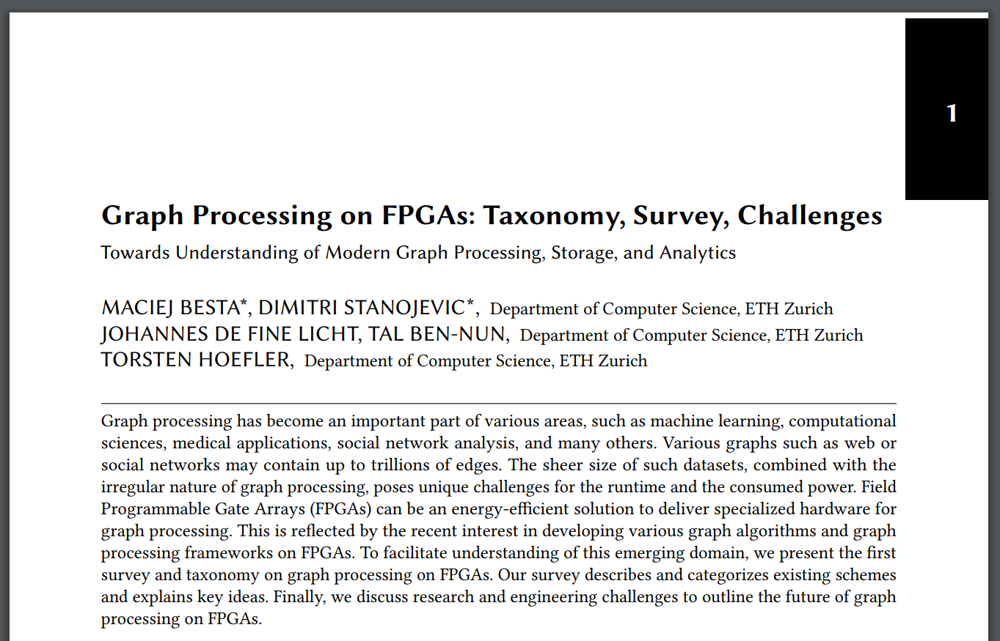 1
Graph Processing on FPGAs: Taxonomy, Survey, Challenges
Towards Understanding of Modern Graph Processing, Storage, and Analytics
MACIEJ BESTA*, DIMITRI STANOJEVIC*, Department of Computer Science, ETH Zurich
JOHANNES DE FINE LICHT, TAL BEN-NUN, Department of Computer Science, ETH Zurich
TORSTEN HOEFLER, Department of Computer Science, ETH Zurich
Graph processing has become an important part of various areas, such as machine learning, computational
sciences, medical applications, social network analysis, and many others. Various graphs such as web or
social networks may contain up to trillions of edges. The sheer size of such datasets, combined with the
irregular nature of graph processing, poses unique challenges for the runtime and the consumed power. Field
Programmable Gate Arrays (FPGAs) can be an energy-efficient solution to deliver specialized hardware for
graph processing. This is reflected by the recent interest in developing various graph algorithms and graph
processing frameworks on FPGAs. To facilitate understanding of this emerging domain, we present the first
survey and taxonomy on graph processing on FPGAs. Our survey describes and categorizes existing schemes
and explains key ideas. Finally, we discuss research and engineering challenges to outline the future of graph
processing on FPGAs.